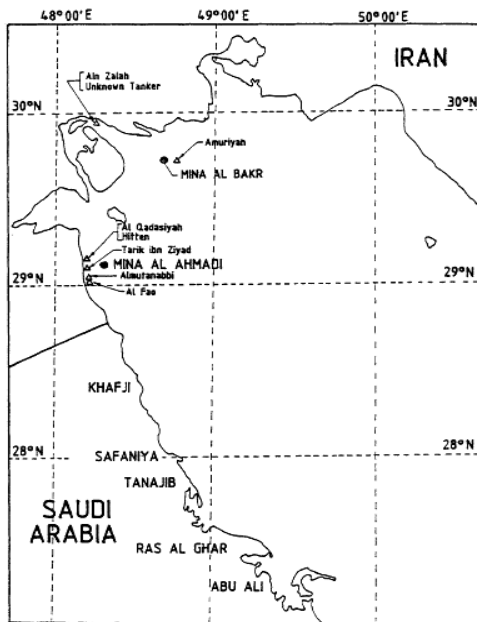 48°00'E
49°00'E
50°00'E
IRAN
Ain Zalah
Unknown Tanker
30°N
30°N
Amuriyah
MINA AL BAKR
Al Qadasiyah
Hitten
Tarik ibn Ziyad
MINA AL AHMADI
Almutanabbi
Al Fao
29°N
29°N
KHAFJI
28°N
28°N
SAFANIYA
TANAJIB
SAUDI
ARABIA
RAS AL GHAR
ABU ALI